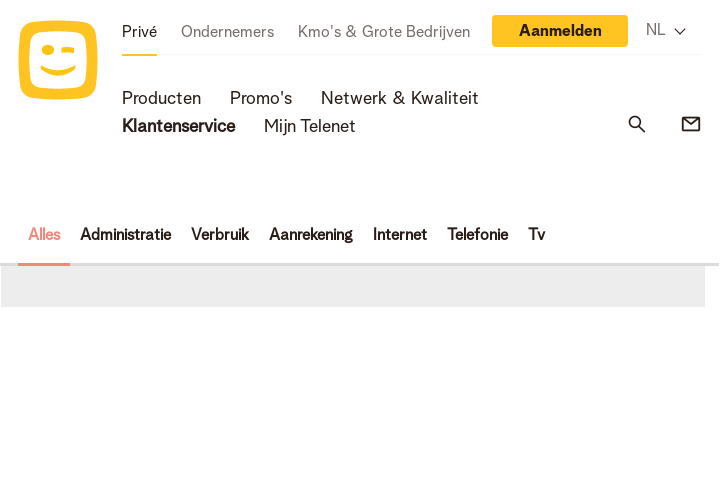 Privé Ondernemers Kmo's & Grote Bedrijven Aanmelden NL
Producten Promo's Netwerk & Kwaliteit
Klantenservice Mijn Telenet
Alles Administratie Verbruik Aanrekening Internet Telefonie Tv